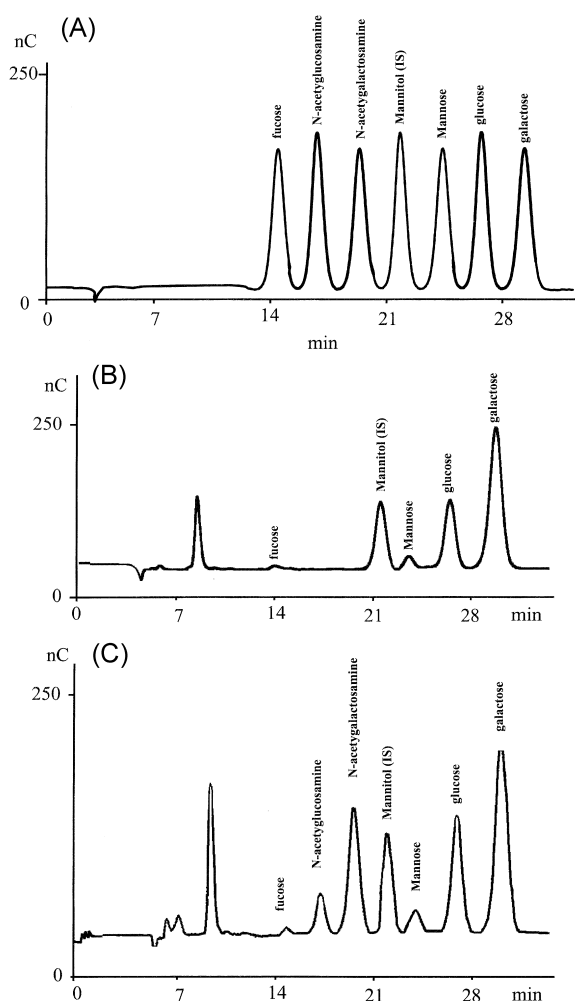 (A)
nC
250
0
fucose
N-acetyglucosamine
N-acetygalactosamine
Mannitol (IS)
Mannose
glucose
galactose
0 7 14 21 28
min
(B)
nC
250
0
fucose
Mannitol (IS)
Mannose
glucose
galactose
0 7 14 21 28 min
(C)
nC
250
0
fucose
N-acetyglucosamine
N-acetygalactosamine
Mannitol (IS)
Mannose
glucose
galactose
0 7 14 21 28 min